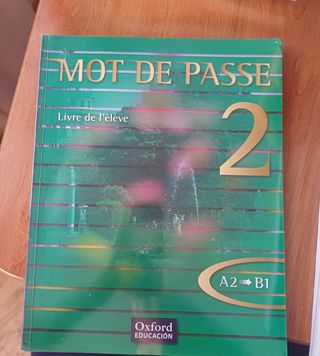 MOT DE PASSE
Livre de l'élève
2
A2 ➡ B1
Oxford
EDUCACIÓN